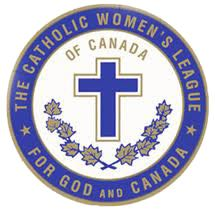 THE CATHOLIC WOMEN'S LEAGUE
OF CANADA
FOR GOD AND CANADA